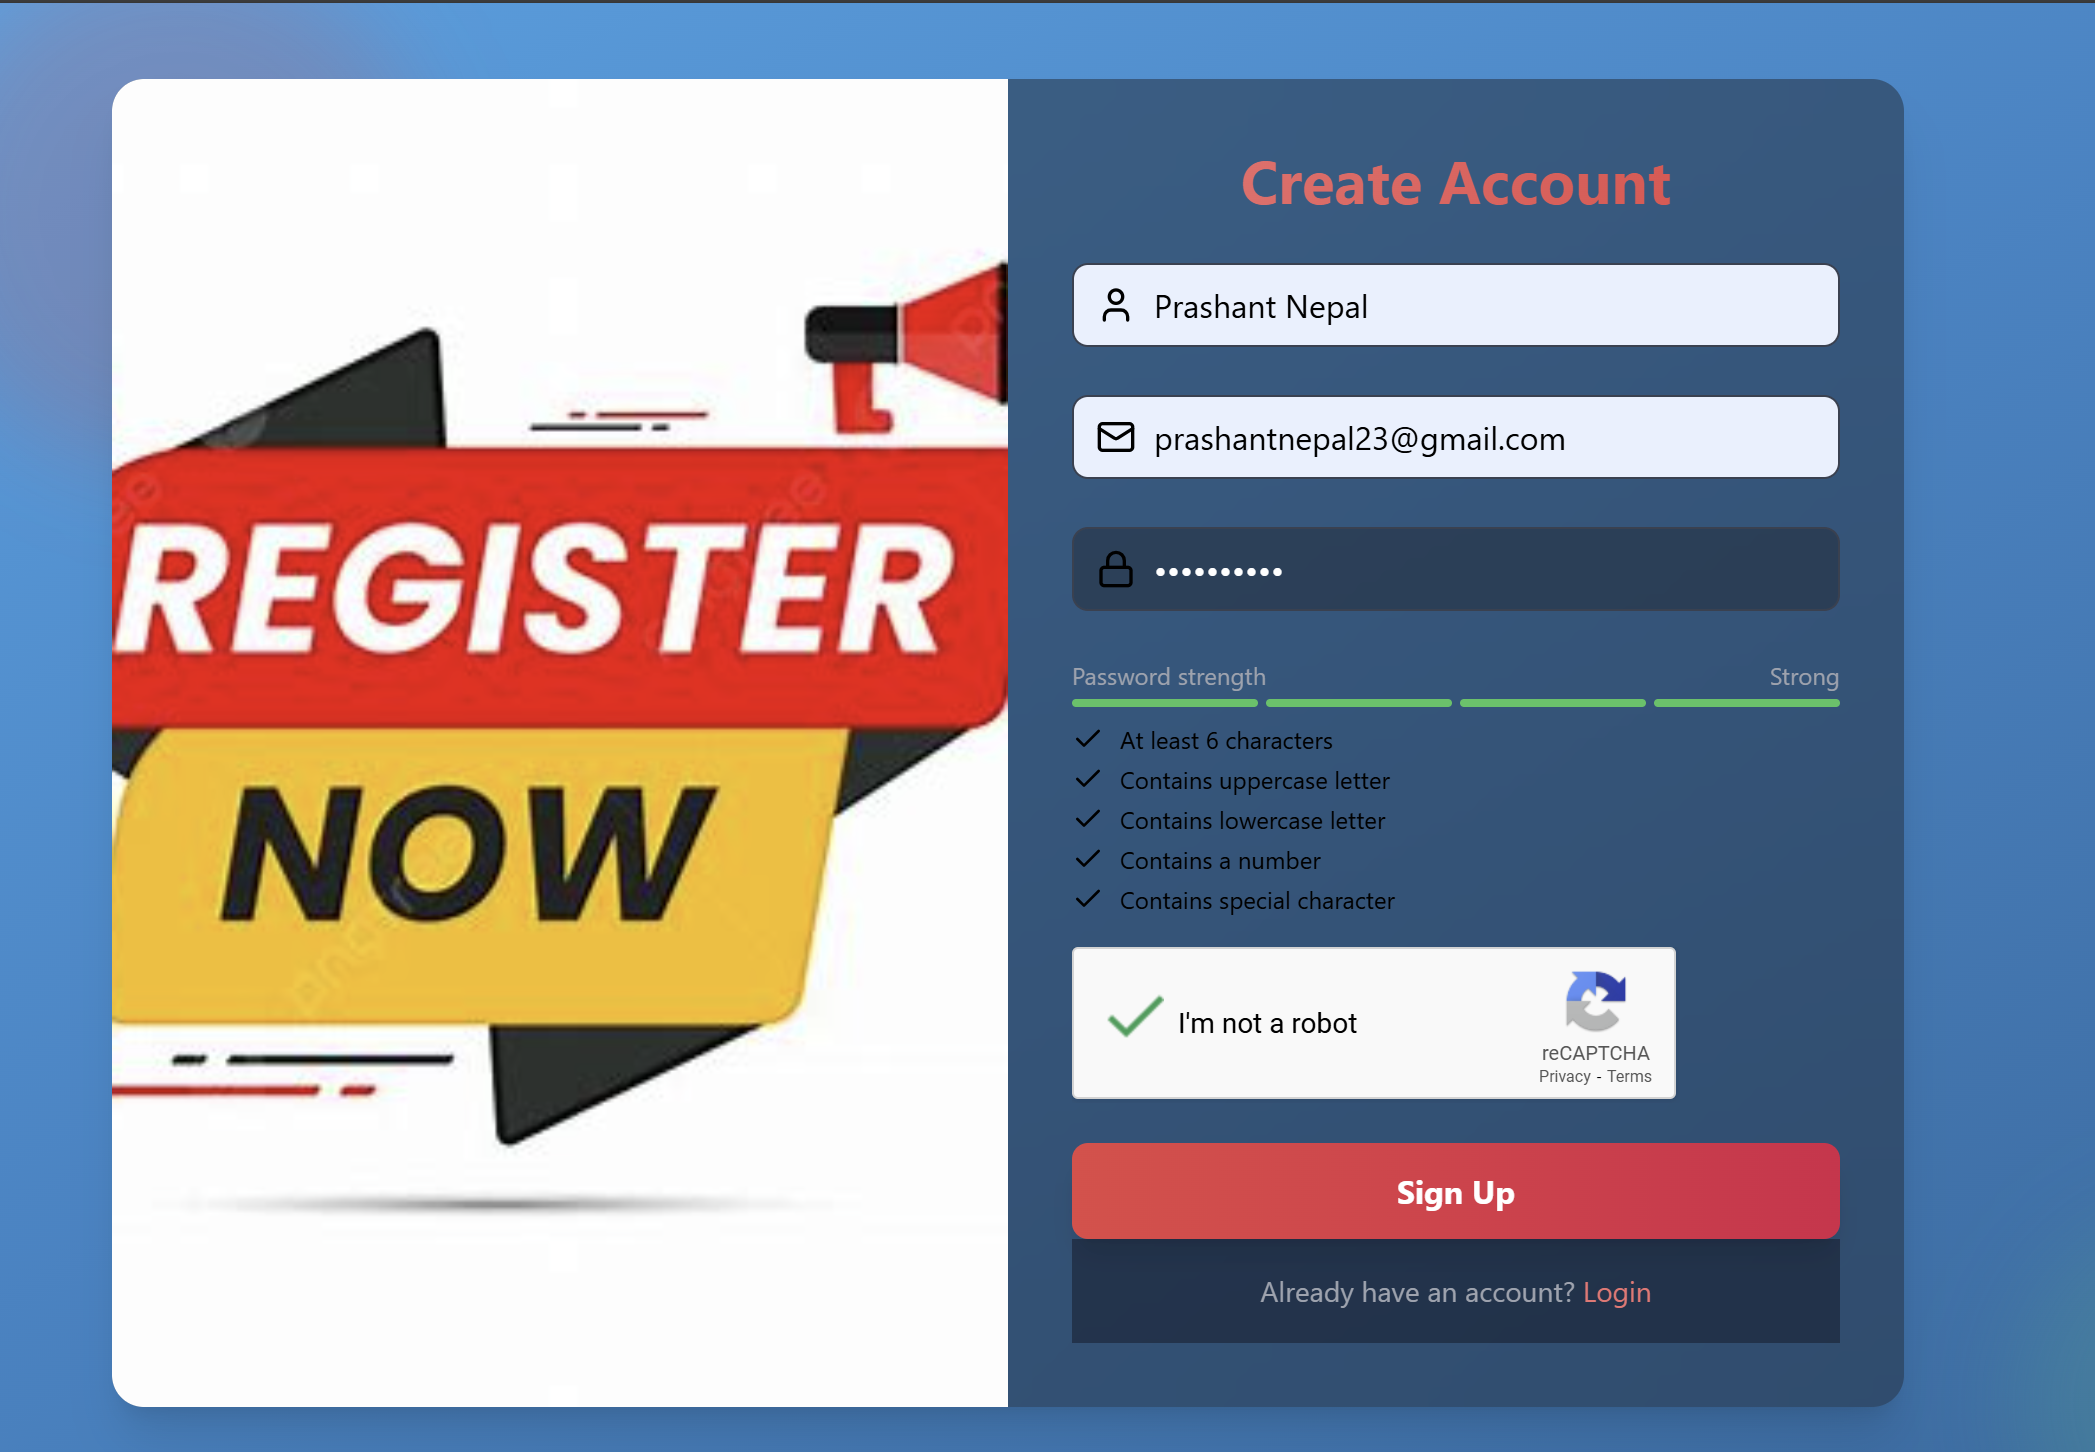 REGISTER
NOW
Create Account
Prashant Nepal
prashantnepal23@gmail.com
••••••••••
Password strength Strong
At least 6 characters
Contains uppercase letter
Contains lowercase letter
Contains a number
Contains special character
I'm not a robot
reCAPTCHA
Privacy - Terms
Sign Up
Already have an account? Login